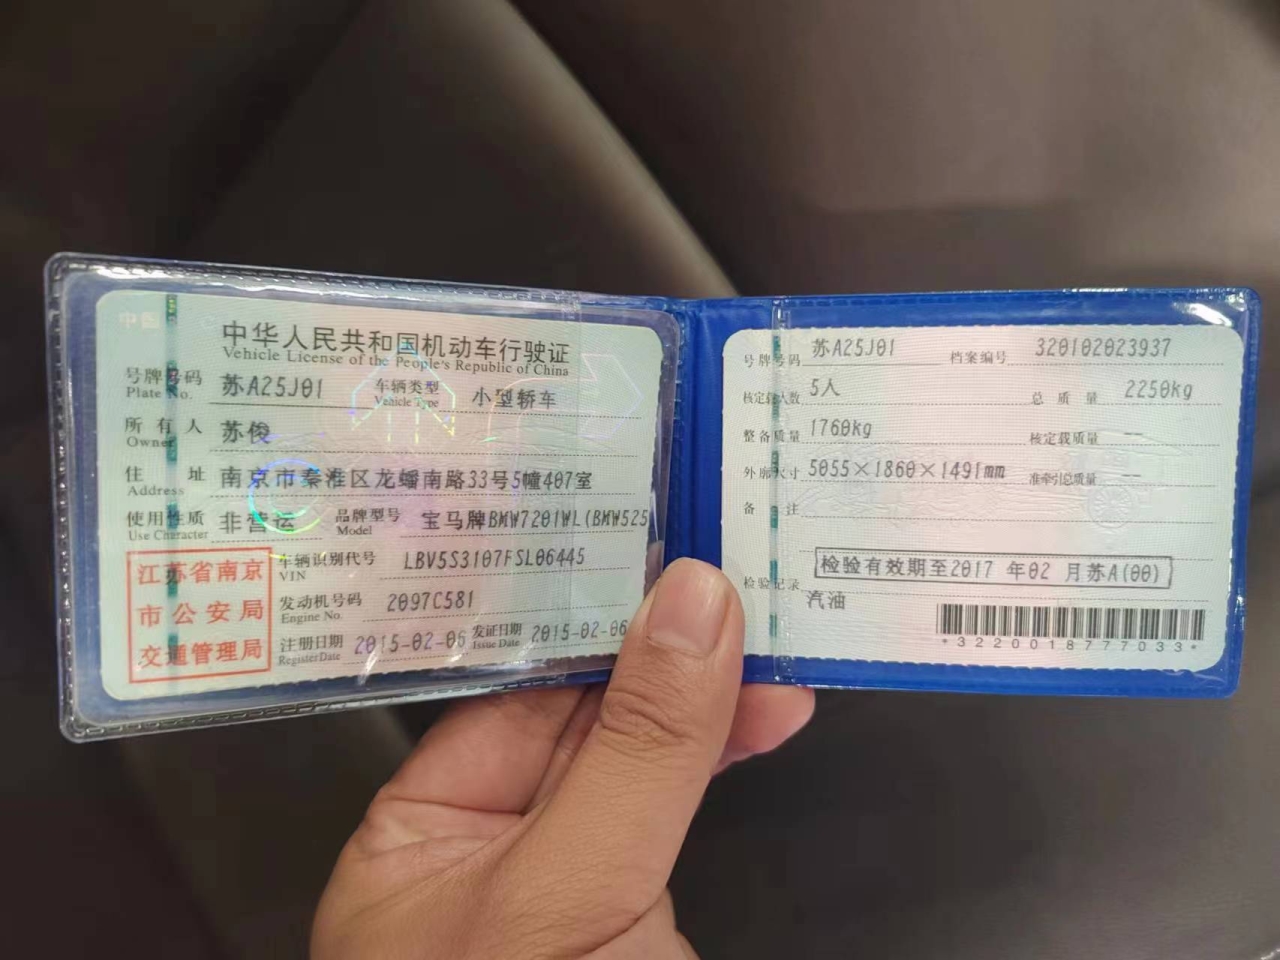 中国
中华人民共和国机动车行驶证
Vehicle License of the People's Republic of China
号牌号码 Plate No. 苏A25J01 车辆类型 Vehicle Type 小型轿车
所有人 Owner 苏俊
住址 Address 南京市秦淮区龙蟠南路33号5幢407室
使用性质 Use Character 非营运 品牌型号 Model 宝马牌BMW7201WL(BMW525
江苏省南京
市公安局
交通管理局
车辆识别代号 VIN LBV5S3107FSL06445
发动机号码 Engine No. 2097C581
注册日期 Register Date 2015-02-06 发证日期 Issue Date 2015-02-06
号牌号码 苏A25J01 档案编号 320102023937
核定载人数 5人 总质量 2250kg
整备质量 1760kg 核定载质量 --
外廓尺寸 5055×1860×1491mm 准牵引总质量 --
备注
检验记录 检验有效期至2017年02月苏A(00)
汽油
*3220018777033*